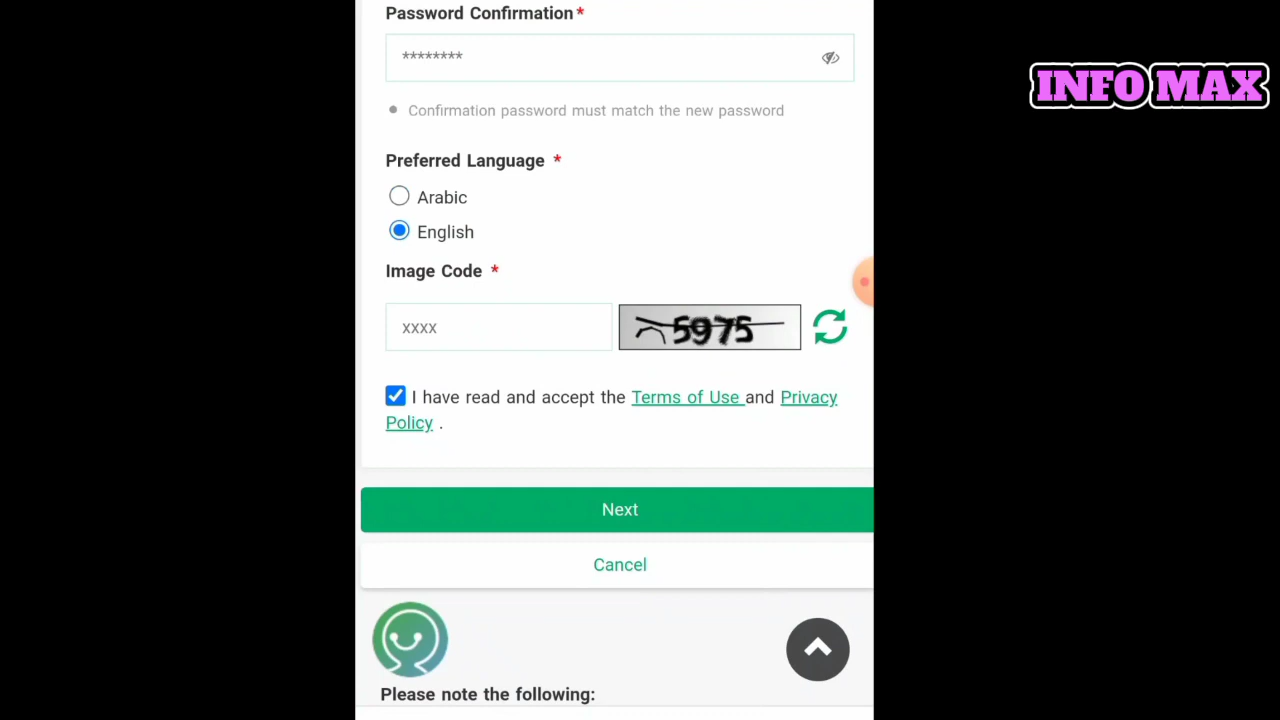 Password Confirmation*
********
INFO MAX
Confirmation password must match the new password
Preferred Language *
Arabic
English
Image Code *
xxxx
5975
I have read and accept the Terms of Use and Privacy
Policy .
Next
Cancel
Please note the following: